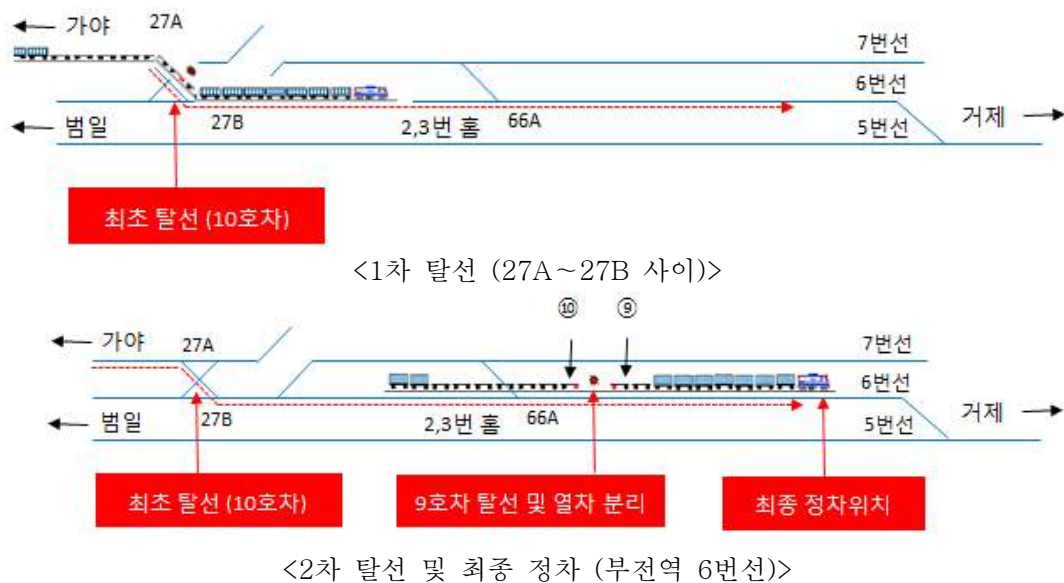 가야 27A
7번선
6번선
범일 27B 2,3번 홈 66A 5번선 거제
최초 탈선 (10호차)
<1차 탈선 (27A~27B 사이)>
⑩ ⑨
가야 27A 7번선
6번선
범일 27B 2,3번 홈 66A 5번선 거제
최초 탈선 (10호차) 9호차 탈선 및 열차 분리 최종 정차위치
<2차 탈선 및 최종 정차 (부전역 6번선)>